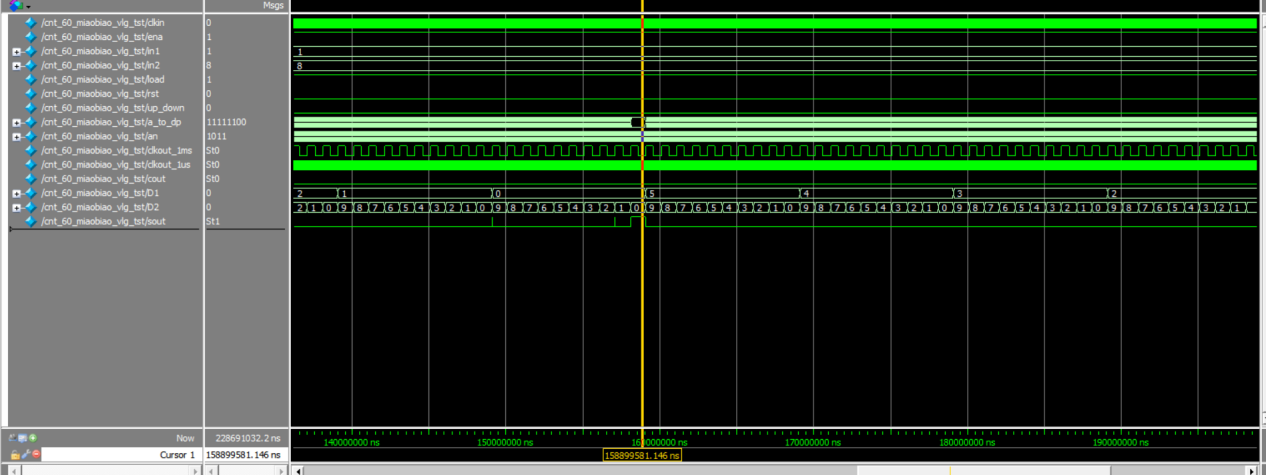 Msgs
/cnt_60_miaobiao_vlg_tst/clkin 0
/cnt_60_miaobiao_vlg_tst/ena 1
/cnt_60_miaobiao_vlg_tst/in1 1 1
/cnt_60_miaobiao_vlg_tst/in2 8 8
/cnt_60_miaobiao_vlg_tst/load 1
/cnt_60_miaobiao_vlg_tst/rst 0
/cnt_60_miaobiao_vlg_tst/up_down 0
/cnt_60_miaobiao_vlg_tst/a_to_dp 11111100
/cnt_60_miaobiao_vlg_tst/an 1011
/cnt_60_miaobiao_vlg_tst/clkout_1ms St0
/cnt_60_miaobiao_vlg_tst/clkout_1us St0
/cnt_60_miaobiao_vlg_tst/cout St0
/cnt_60_miaobiao_vlg_tst/D1 0 2 1 0 5 4 3 2
/cnt_60_miaobiao_vlg_tst/D2 0 2 1 0 9 8 7 6 5 4 3 2 1 0 9 8 7 6 5 4 3 2 1 0 9 8 7 6 5 4 3 2 1 0 9 8 7 6 5 4 3 2 1 0 9 8 7 6 5 4 3 2 1 0 9 8 7 6 5 4 3 2 1
/cnt_60_miaobiao_vlg_tst/sout St1
Now 228691032.2 ns 140000000 ns 150000000 ns 160000000 ns 170000000 ns 180000000 ns 190000000 ns
Cursor 1 158899581.146 ns 158899581.146 ns